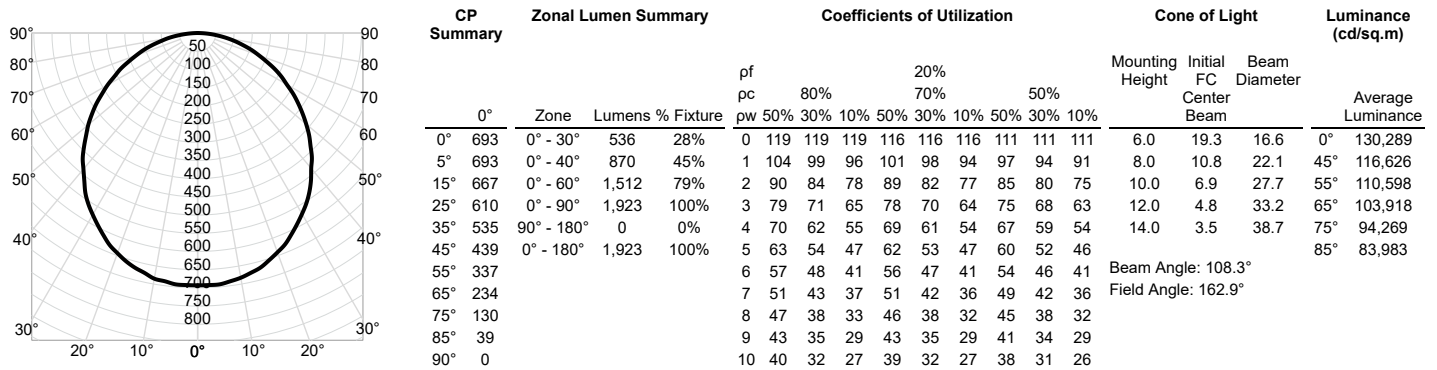 90° 90
80° 80
70° 70
60° 60
50° 50°
40° 40°
30° 30°
20° 10° 0° 10° 20°
50
100
150
200
250
300
350
400
450
500
550
600
650
700
750
800
CP Summary
0°
0° 693
5° 693
15° 667
25° 610
35° 535
45° 439
55° 337
65° 234
75° 130
85° 39
90° 0
Zonal Lumen Summary
Zone Lumens % Fixture
0° - 30° 536 28%
0° - 40° 870 45%
0° - 60° 1,512 79%
0° - 90° 1,923 100%
90° - 180° 0 0%
0° - 180° 1,923 100%
Coefficients of Utilization
ρf 20%
ρc 80% 70% 50%
ρw 50% 30% 10% 50% 30% 10% 50% 30% 10%
0 119 119 119 116 116 116 111 111 111
1 104 99 96 101 98 94 97 94 91
2 90 84 78 89 82 77 85 80 75
3 79 71 65 78 70 64 75 68 63
4 70 62 55 69 61 54 67 59 54
5 63 54 47 62 53 47 60 52 46
6 57 48 41 56 47 41 54 46 41
7 51 43 37 51 42 36 49 42 36
8 47 38 33 46 38 32 45 38 32
9 43 35 29 43 35 29 41 34 29
10 40 32 27 39 32 27 38 31 26
Cone of Light
Mounting Height Initial FC Center Beam Beam Diameter
6.0 19.3 16.6
8.0 10.8 22.1
10.0 6.9 27.7
12.0 4.8 33.2
14.0 3.5 38.7
Beam Angle: 108.3°
Field Angle: 162.9°
Luminance
(cd/sq.m)
Average
Luminance
0° 130,289
45° 116,626
55° 110,598
65° 103,918
75° 94,269
85° 83,983